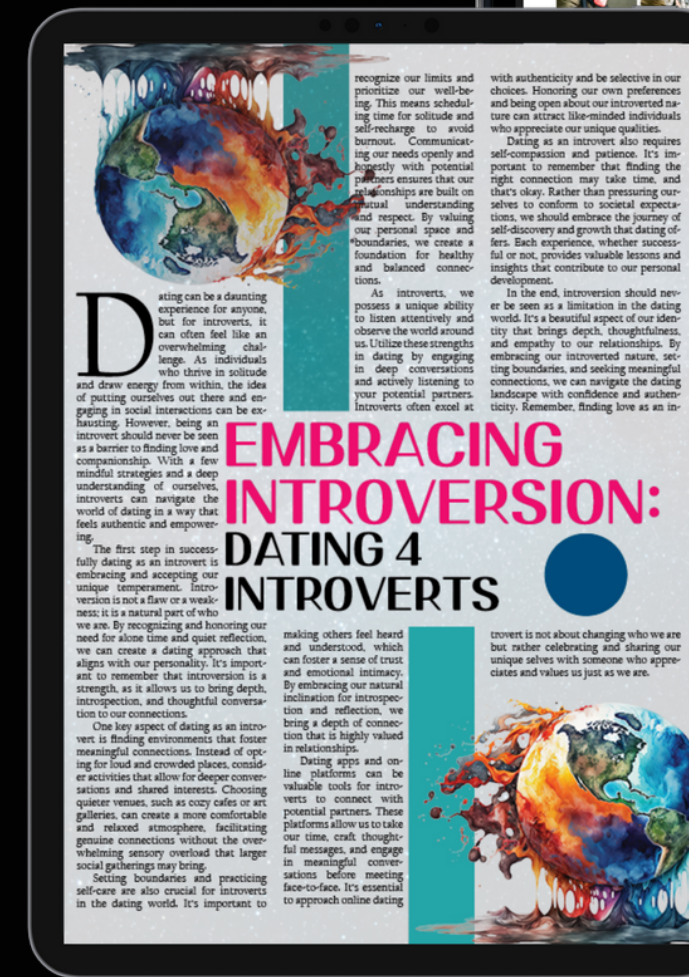 EMBRACING
INTROVERSION:
DATING 4
INTROVERTS
Dating can be a daunting
experience for anyone,
but for introverts, it
can often feel like an
overwhelming chal-
lenge. As individuals
who thrive in solitude
and draw energy from within, the idea
of putting ourselves out there and en-
gaging in social interactions can be ex-
hausting. However, being an
introvert should never be seen
as a barrier to finding love and
companionship. With a few
mindful strategies and a deep
understanding of ourselves,
introverts can navigate the
world of dating in a way that
feels authentic and empower-
ing.
The first step in success-
fully dating as an introvert is
embracing and accepting our
unique temperament. Intro-
version is not a flaw or a weak-
ness; it is a natural part of who
we are. By recognizing and honoring our
need for alone time and quiet reflection,
we can create a dating approach that
aligns with our personality. It's import-
ant to remember that introversion is a
strength, as it allows us to bring depth,
introspection, and thoughtful conversa-
tion to our connections.
One key aspect of dating as an intro-
vert is finding environments that foster
meaningful connections. Instead of opt-
ing for loud and crowded places, consid-
er activities that allow for deeper conver-
sations and shared interests. Choosing
quieter venues, such as cozy cafes or art
galleries, can create a more comfortable
and relaxed atmosphere, facilitating
genuine connections without the over-
whelming sensory overload that larger
social gatherings may bring.
Setting boundaries and practicing
self-care are also crucial for introverts
in the dating world. It's important to
recognize our limits and
prioritize our well-be-
ing. This means schedul-
ing time for solitude and
self-recharge to avoid
burnout. Communicat-
ing our needs openly and
honestly with potential
partners ensures that our
relationships are built on
mutual understanding
and respect. By valuing
our personal space and
boundaries, we create a
foundation for healthy
and balanced connec-
tions.
As introverts, we
possess a unique ability
to listen attentively and
observe the world around
us. Utilize these strengths
in dating by engaging
in deep conversations
and actively listening to
your potential partners.
Introverts often excel at
making others feel heard
and understood, which
can foster a sense of trust
and emotional intimacy.
By embracing our natural
inclination for introspec-
tion and reflection, we
bring a depth of connec-
tion that is highly valued
in relationships.
Dating apps and on-
line platforms can be
valuable tools for intro-
verts to connect with
potential partners. These
platforms allow us to take
our time, craft thought-
ful messages, and engage
in meaningful conver-
sations before meeting
face-to-face. It's essential
to approach online dating
with authenticity and be selective in our
choices. Honoring our own preferences
and being open about our introverted na-
ture can attract like-minded individuals
who appreciate our unique qualities.
Dating as an introvert also requires
self-compassion and patience. It's im-
portant to remember that finding the
right connection may take time, and
that's okay. Rather than pressuring our-
selves to conform to societal expecta-
tions, we should embrace the journey of
self-discovery and growth that dating of-
fers. Each experience, whether success-
ful or not, provides valuable lessons and
insights that contribute to our personal
development.
In the end, introversion should nev-
er be seen as a limitation in the dating
world. It's a beautiful aspect of our iden-
tity that brings depth, thoughtfulness,
and empathy to our relationships. By
embracing our introverted nature, set-
ting boundaries, and seeking meaningful
connections, we can navigate the dating
landscape with confidence and authen-
ticity. Remember, finding love as an in-
trovert is not about changing who we are
but rather celebrating and sharing our
unique selves with someone who appre-
ciates and values us just as we are.